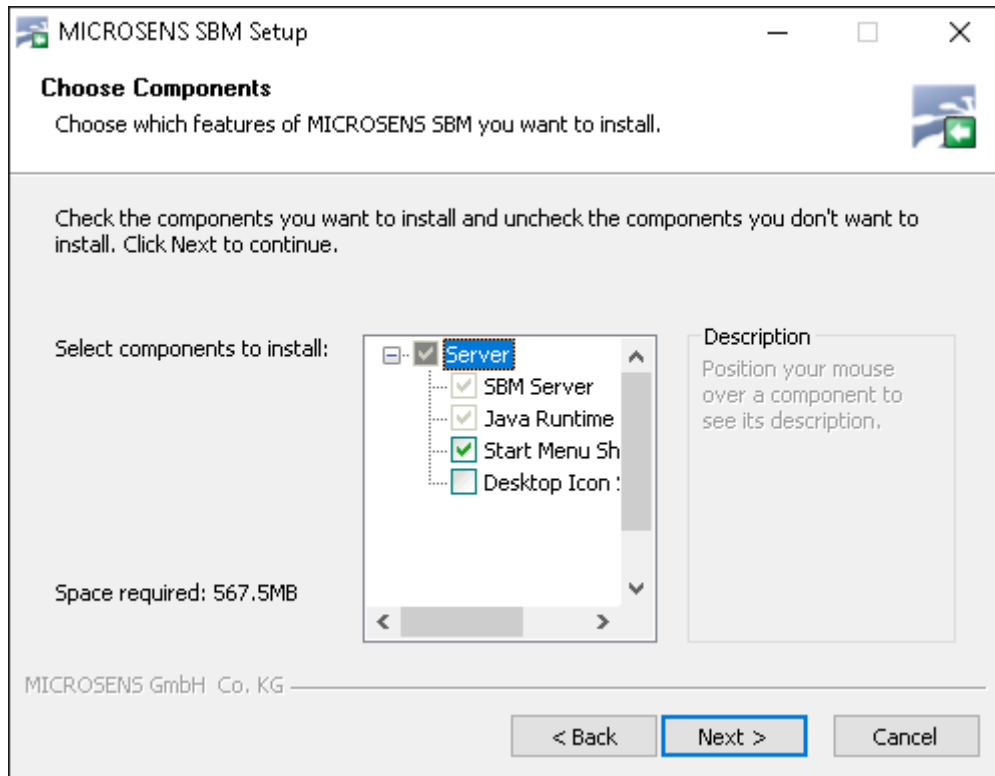 MICROSENS SBM Setup
Choose Components
Choose which features of MICROSENS SBM you want to install.
Check the components you want to install and uncheck the components you don't want to
install. Click Next to continue.
Select components to install:
Server
SBM Server
Java Runtime
Start Menu Sh
Desktop Icon
Description
Position your mouse
over a component to
see its description.
Space required: 567.5MB
MICROSENS GmbH Co. KG
< Back
Next >
Cancel